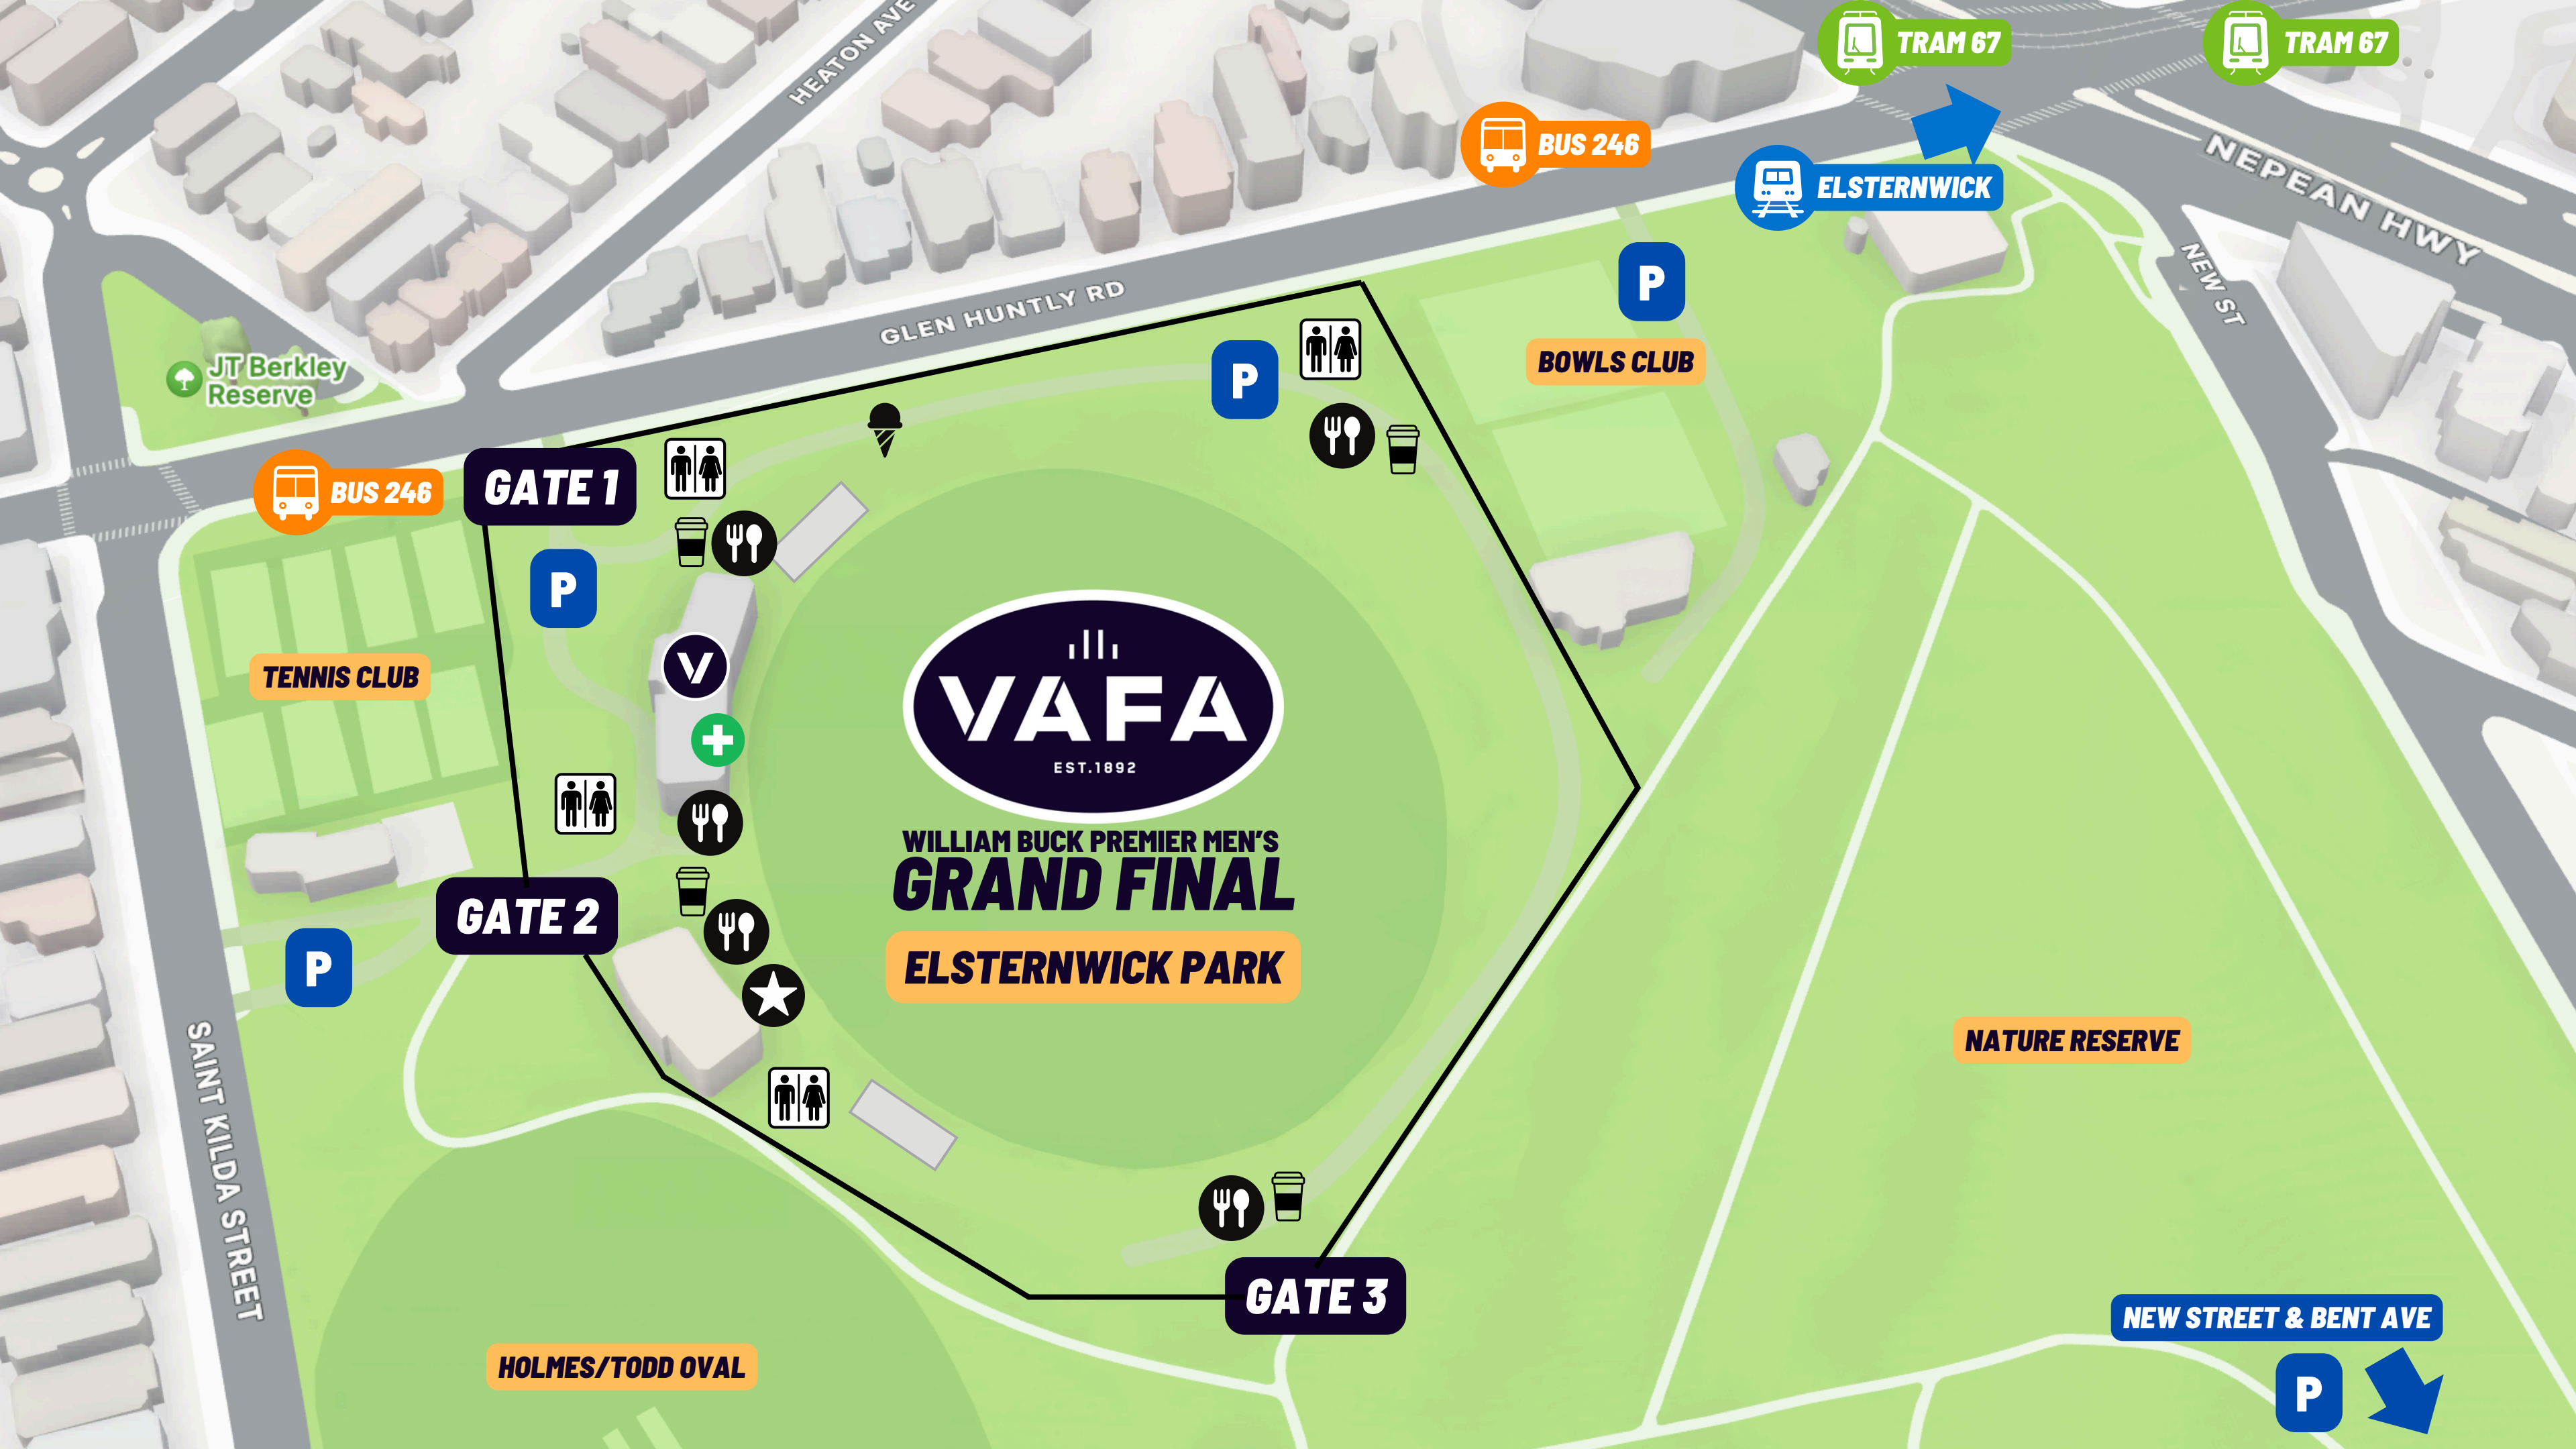 HEATON AVE
TRAM 67
TRAM 67
BUS 246
ELSTERNWICK
NEPEAN HWY
NEW ST
P
GLEN HUNTLY RD
JT Berkley
Reserve
P
BOWLS CLUB
BUS 246
GATE 1
P
TENNIS CLUB
V
VAFA
EST.1892
WILLIAM BUCK PREMIER MEN'S
GRAND FINAL
ELSTERNWICK PARK
GATE 2
P
SAINT KILDA STREET
NATURE RESERVE
GATE 3
HOLMES/TODD OVAL
NEW STREET & BENT AVE
P